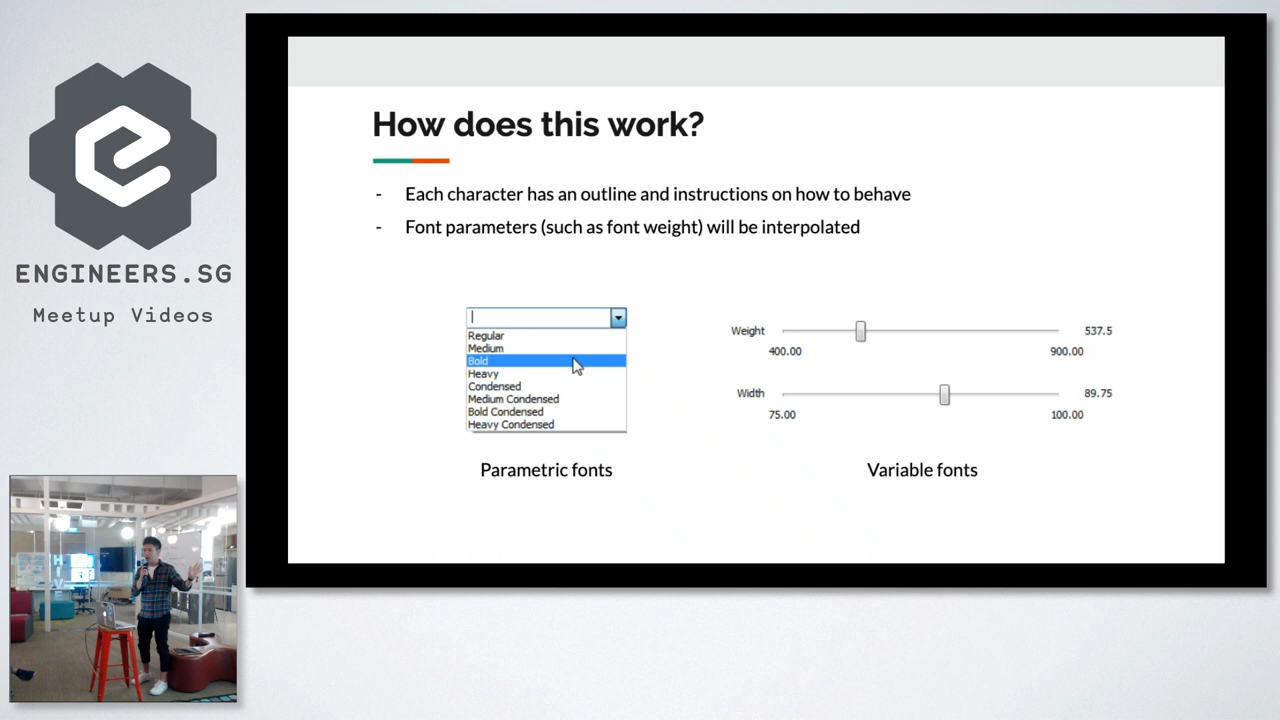 ENGINEERS.SG
Meetup Videos
How does this work?
- Each character has an outline and instructions on how to behave
- Font parameters (such as font weight) will be interpolated
Regular
Medium
Bold
Heavy
Condensed
Medium Condensed
Bold Condensed
Heavy Condensed
Parametric fonts
Weight 537.5
400.00 900.00
Width 89.75
75.00 100.00
Variable fonts
HIVE